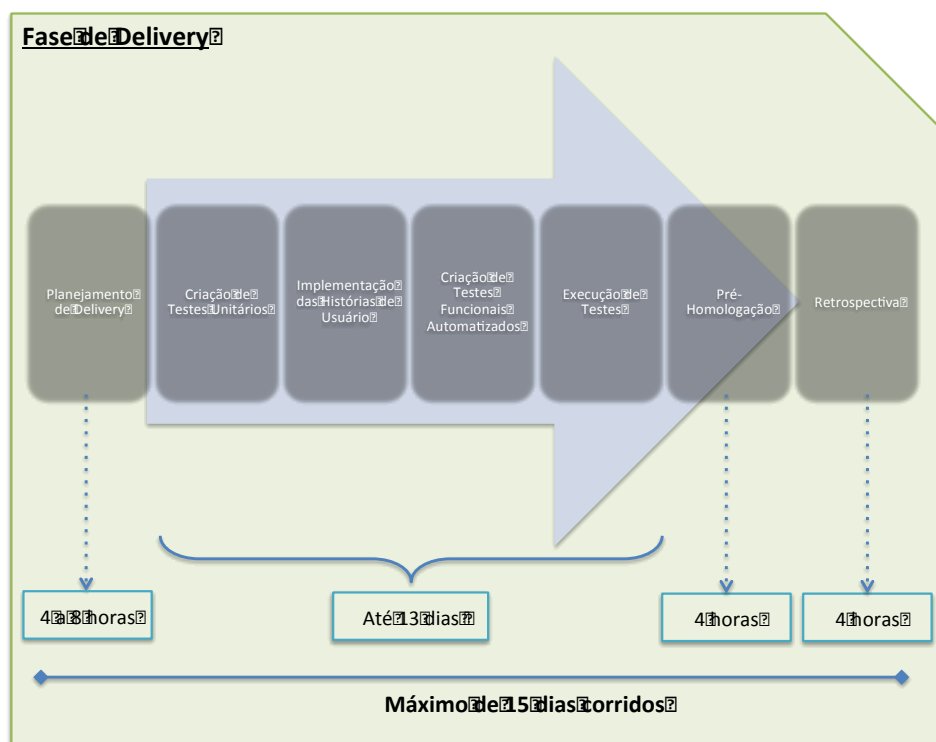 Fase de Delivery
Planejamento
de Delivery
Criação de
Testes Unitários
Implementação
das Histórias de
Usuário
Criação de
Testes
Funcionais
Automatizados
Execução de
Testes
Pré-
Homologação
Retrospectiva
4 a 8 horas
Até 13 dias
4 horas
4 horas
Máximo de 15 dias corridos